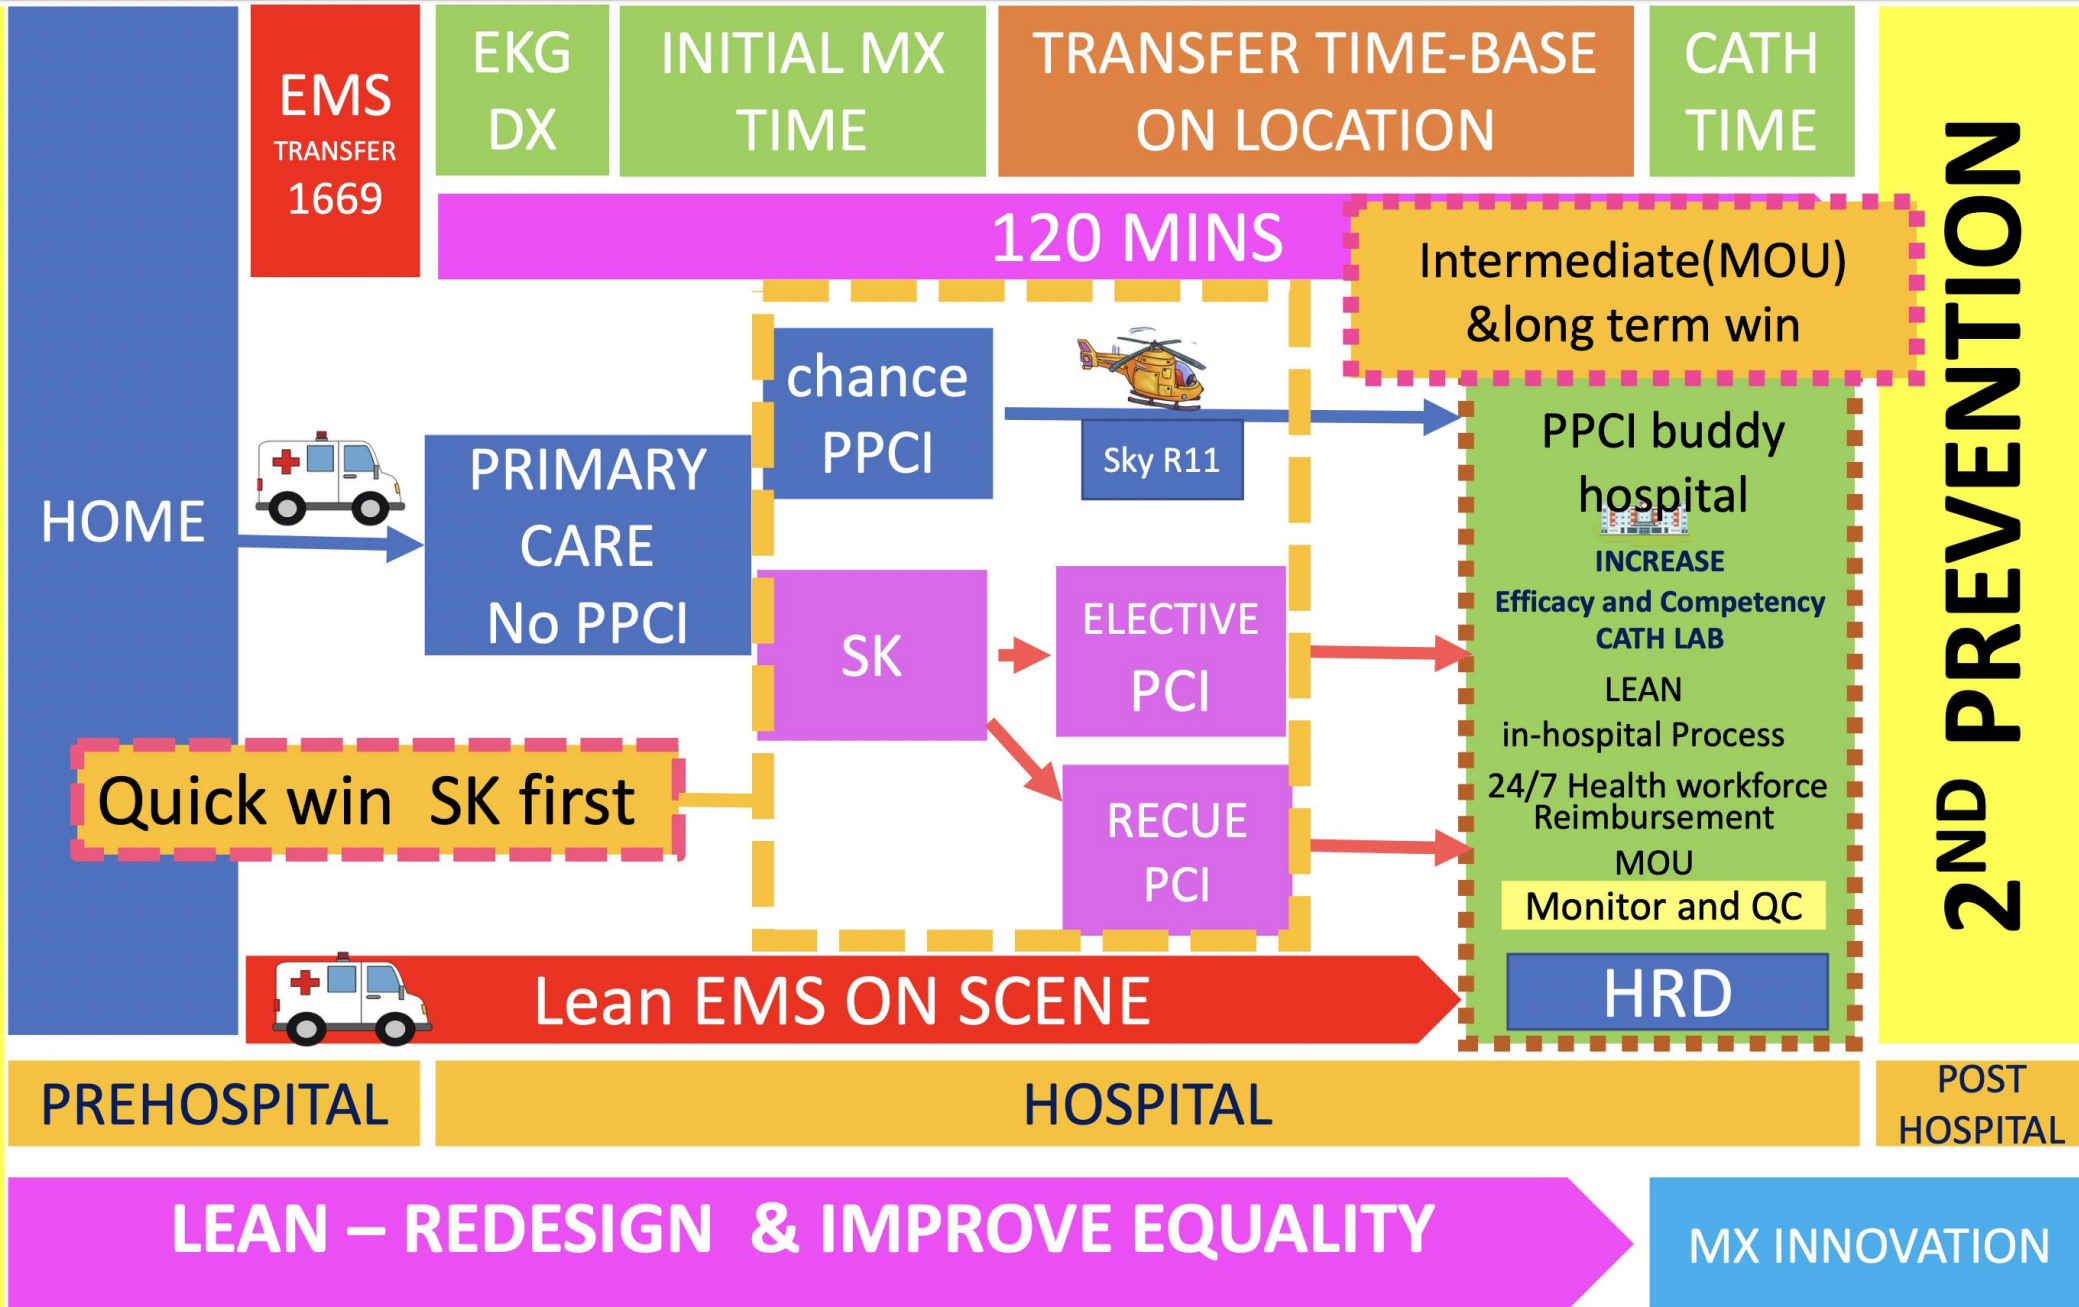 EMS
TRANSFER
1669
EKG
DX
INITIAL MX
TIME
TRANSFER TIME-BASE
ON LOCATION
CATH
TIME
120 MINS
Intermediate(MOU)
&long term win
2ND PREVENTION
HOME
PRIMARY
CARE
No PPCI
chance
PPCI
Sky R11
SK
ELECTIVE
PCI
RECUE
PCI
Quick win SK first
PPCI buddy
hospital
INCREASE
Efficacy and Competency
CATH LAB
LEAN
in-hospital Process
24/7 Health workforce
Reimbursement
MOU
Monitor and QC
HRD
Lean EMS ON SCENE
PREHOSPITAL
HOSPITAL
POST
HOSPITAL
LEAN – REDESIGN & IMPROVE EQUALITY
MX INNOVATION